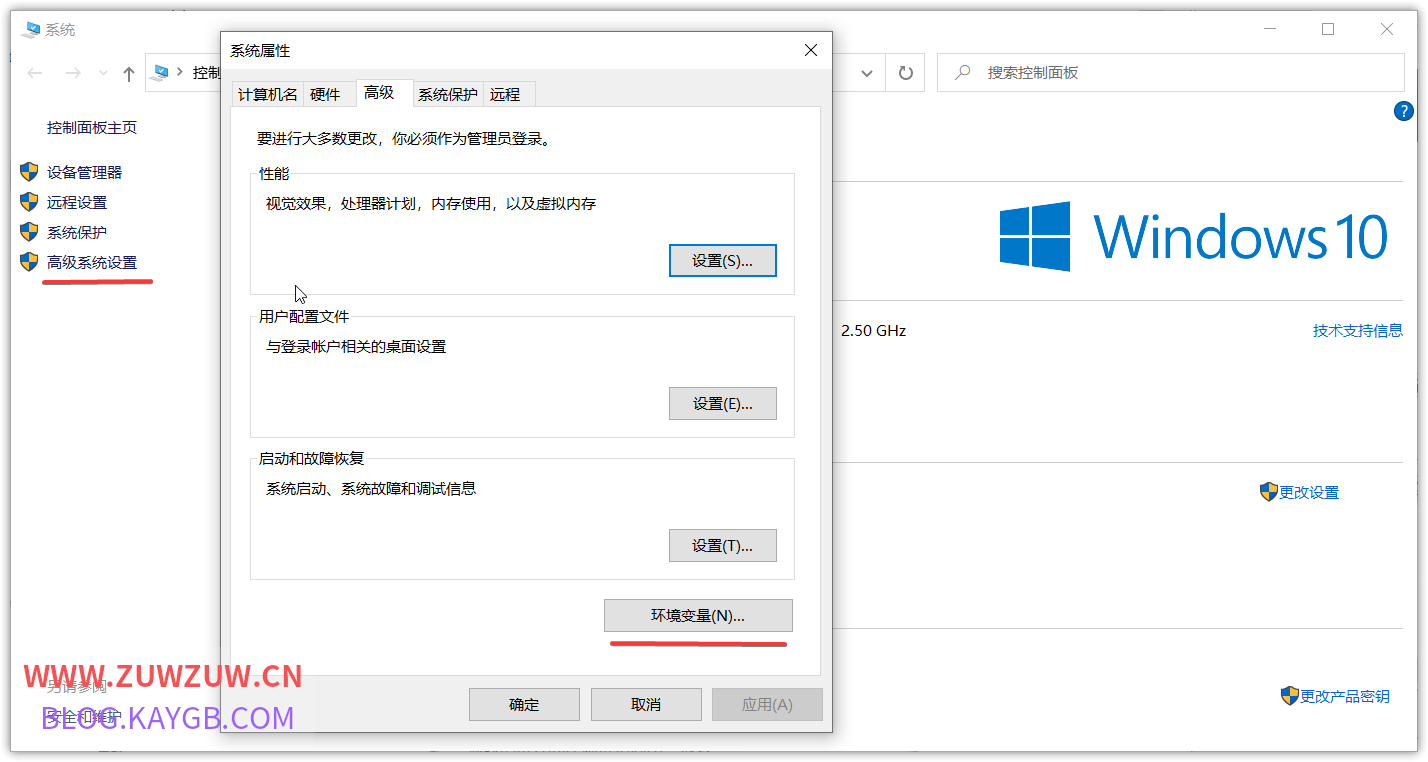 系统
系统属性
控制
搜索控制面板
计算机名 硬件 高级 系统保护 远程
控制面板主页
要进行大多数更改，你必须作为管理员登录。
设备管理器
远程设置
系统保护
高级系统设置
性能
视觉效果，处理器计划，内存使用，以及虚拟内存
设置(S)...
用户配置文件
与登录帐户相关的桌面设置
设置(E)...
启动和故障恢复
系统启动、系统故障和调试信息
设置(T)...
环境变量(N)...
确定 取消 应用(A)
Windows 10
2.50 GHz
技术支持信息
更改设置
更改产品密钥
WWW.ZUWZUW.CN
另请参阅
BLOG.KAYGB.COM
安全和维护